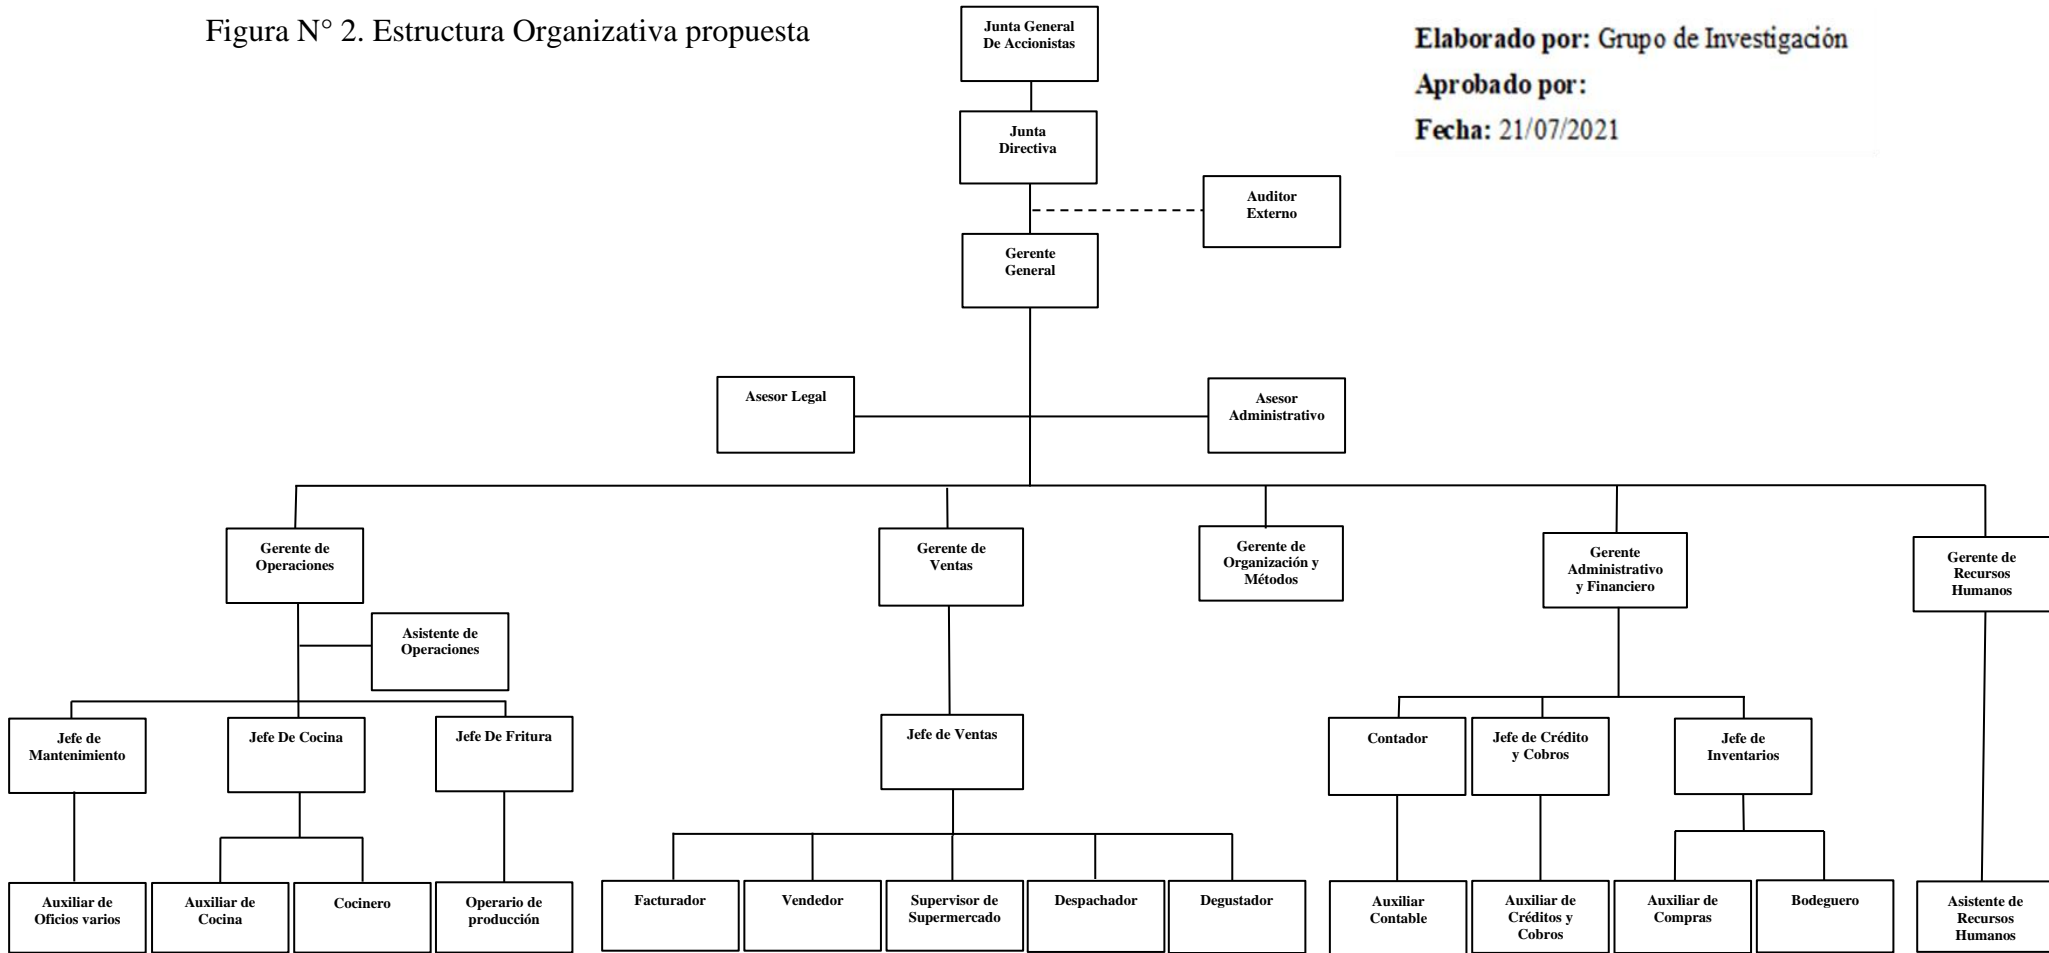 Figura N° 2. Estructura Organizativa propuesta
Junta General
De Accionistas
Elaborado por: Grupo de Investigación
Aprobado por:
Fecha: 21/07/2021
Junta
Directiva
Auditor
Externo
Gerente
General
Asesor Legal
Asesor
Administrativo
Gerente de
Operaciones
Gerente de
Ventas
Gerente de
Organización y
Métodos
Gerente
Administrativo
y Financiero
Gerente de
Recursos
Humanos
Asistente de
Operaciones
Jefe de
Mantenimiento
Jefe De Cocina
Jefe De Fritura
Jefe de Ventas
Contador
Jefe de Crédito
y Cobros
Jefe de
Inventarios
Auxiliar de
Oficios varios
Auxiliar de
Cocina
Cocinero
Operario de
producción
Facturador
Vendedor
Supervisor de
Supermercado
Despachador
Degustador
Auxiliar
Contable
Auxiliar de
Créditos y
Cobros
Auxiliar de
Compras
Bodeguero
Asistente de
Recursos
Humanos